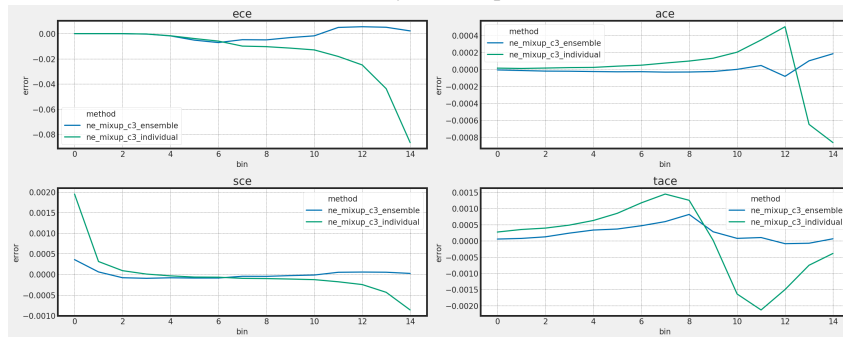 ece
error
0.00
−0.02
−0.04
−0.06
−0.08
method
ne_mixup_c3_ensemble
ne_mixup_c3_individual
0 2 4 6 8 10 12 14
bin
ace
error
0.0004
0.0002
0.0000
−0.0002
−0.0004
−0.0006
−0.0008
method
ne_mixup_c3_ensemble
ne_mixup_c3_individual
0 2 4 6 8 10 12 14
bin
sce
error
0.0020
0.0015
0.0010
0.0005
0.0000
−0.0005
−0.0010
method
ne_mixup_c3_ensemble
ne_mixup_c3_individual
0 2 4 6 8 10 12 14
bin
tace
error
0.0015
0.0010
0.0005
0.0000
−0.0005
−0.0010
−0.0015
−0.0020
method
ne_mixup_c3_ensemble
ne_mixup_c3_individual
0 2 4 6 8 10 12 14
bin